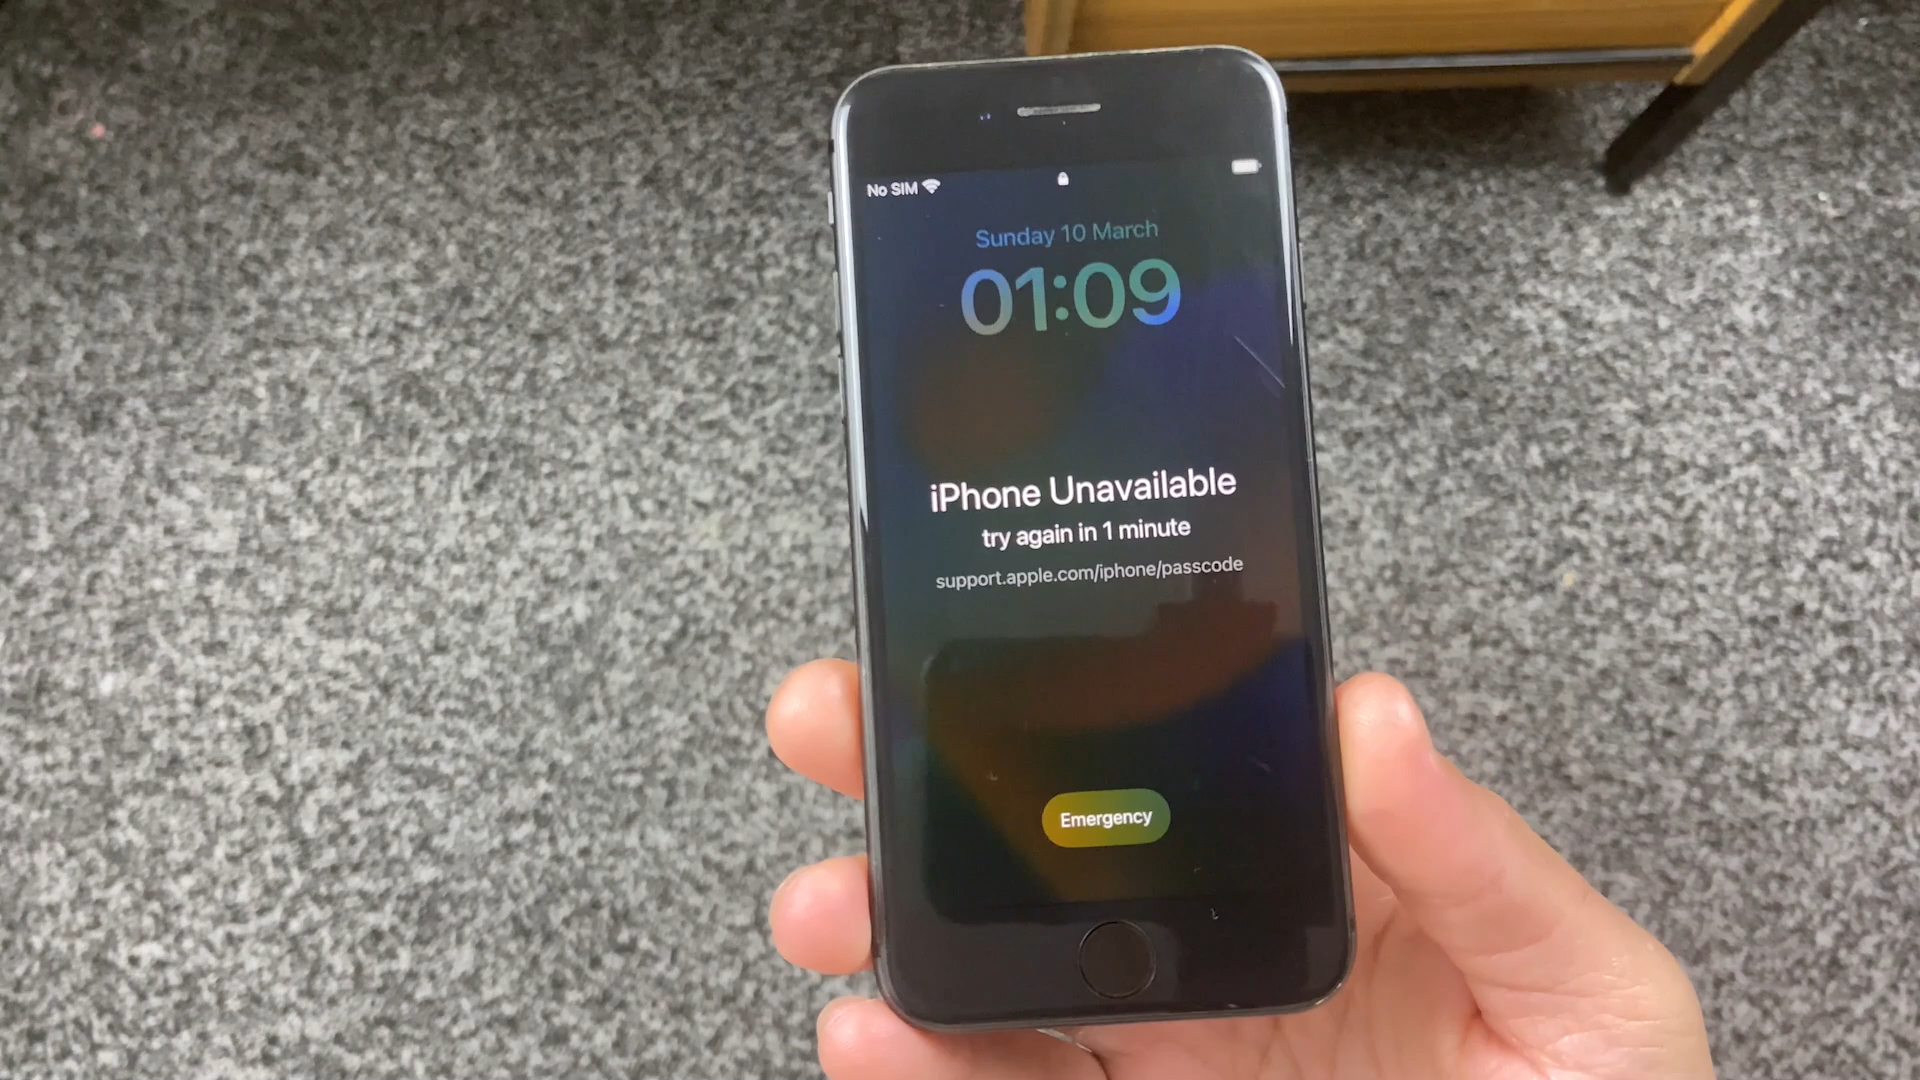 No SIM
Sunday 10 March
01:09
iPhone Unavailable
try again in 1 minute
support.apple.com/iphone/passcode
Emergency